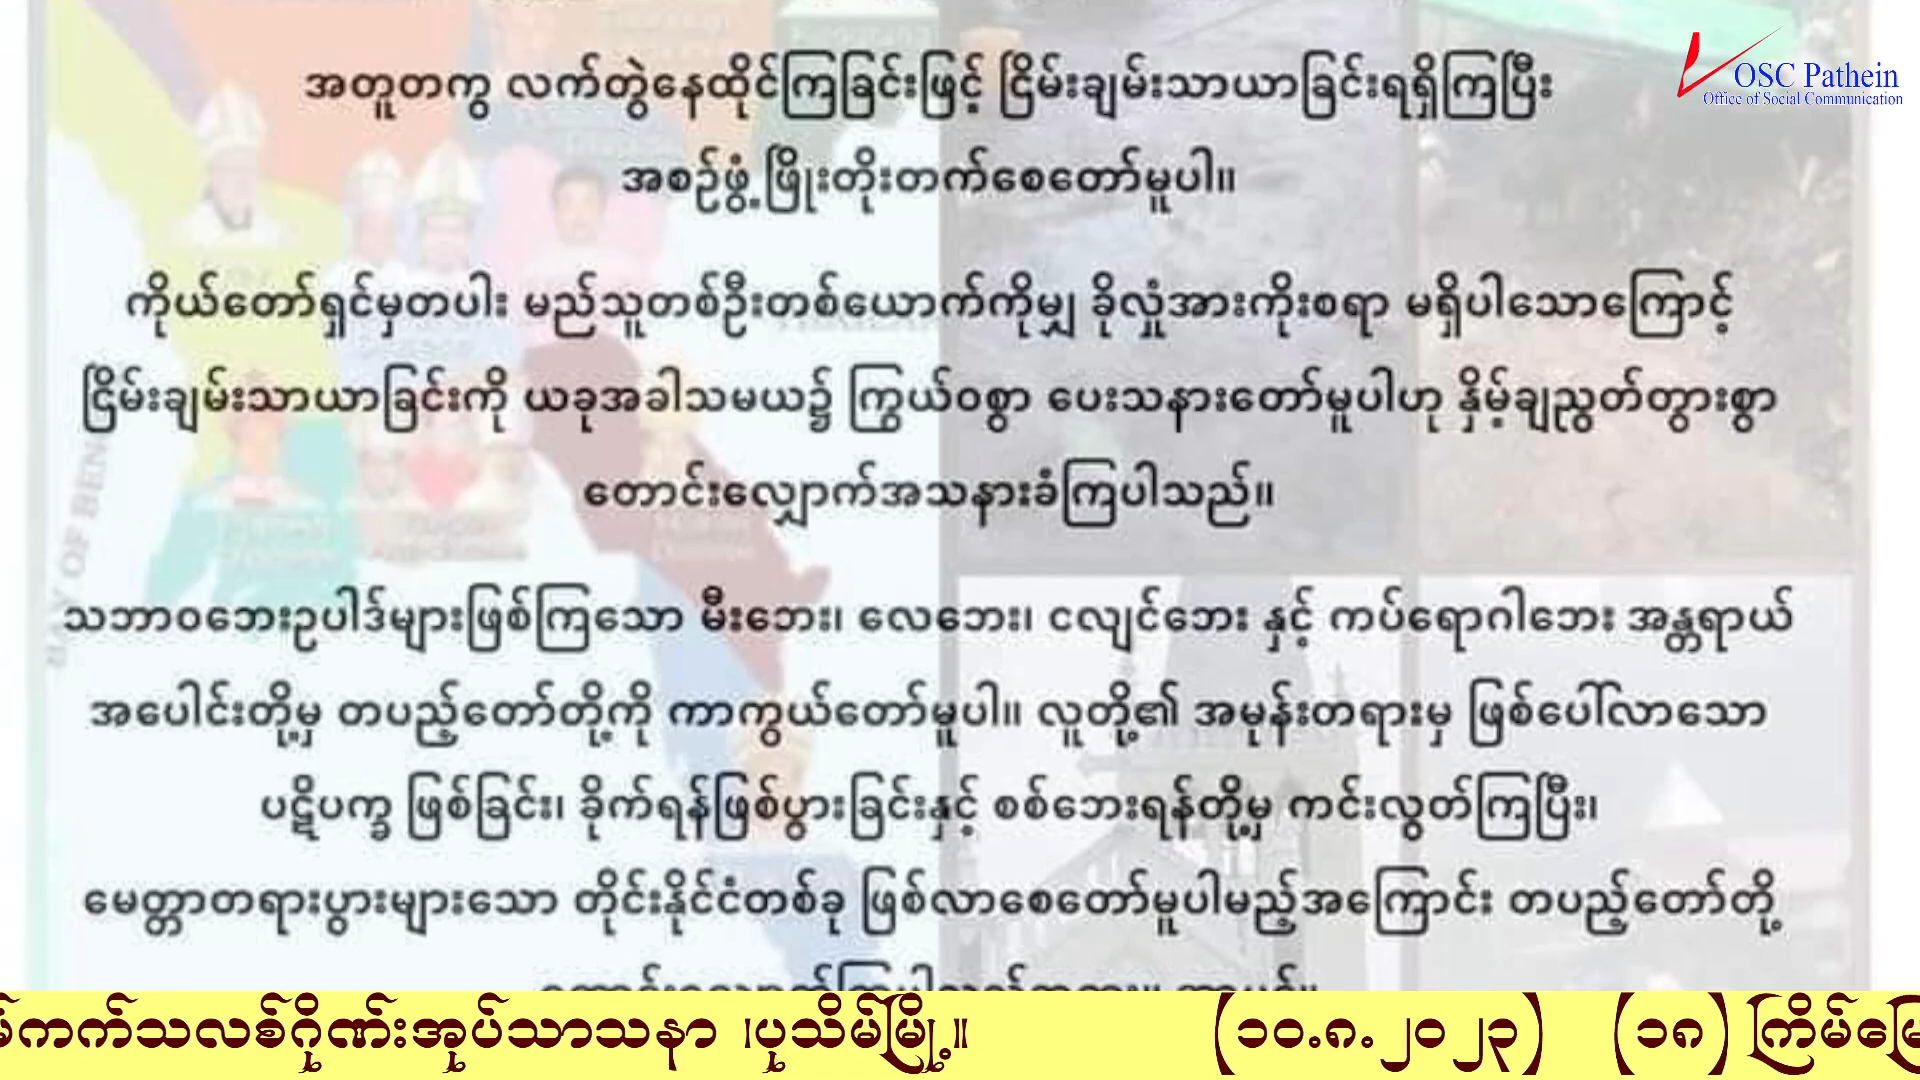 အတူတကွ လက်တွဲနေထိုင်ကြခြင်းဖြင့် ငြိမ်းချမ်းသာယာခြင်းရရှိကြပြီး
OSC Pathein
Office of Social Communication
အစဉ်ဖွံ့ဖြိုးတိုးတက်စေတော်မူပါ။
ကိုယ်တော်ရှင်မှတပါး မည်သူတစ်ဦးတစ်ယောက်ကိုမျှ ခိုလှုံအားကိုးစရာ မရှိပါသောကြောင့်
ငြိမ်းချမ်းသာယာခြင်းကို ယခုအခါသမယ၌ ကြွယ်ဝစွာ ပေးသနားတော်မူပါဟု နှိမ့်ချညွတ်တွားစွာ
တောင်းလျှောက်အသနားခံကြပါသည်။
သဘာဝဘေးဥပါဒ်များဖြစ်ကြသော မီးဘေး၊ လေဘေး၊ ငလျင်ဘေး နှင့် ကပ်ရောဂါဘေး အန္တရာယ်
အပေါင်းတို့မှ တပည့်တော်တို့ကို ကာကွယ်တော်မူပါ။ လူတို့၏ အမုန်းတရားမှ ဖြစ်ပေါ်လာသော
ပဋိပက္ခ ဖြစ်ခြင်း၊ ခိုက်ရန်ဖြစ်ပွားခြင်းနှင့် စစ်ဘေးရန်တို့မှ ကင်းလွတ်ကြပြီး၊
မေတ္တာတရားပွားများသော တိုင်းနိုင်ငံတစ်ခု ဖြစ်လာစေတော်မူပါမည့်အကြောင်း တပည့်တော်တို့
BAY OF BEN
ကက်သလစ်ဂိုဏ်းအုပ်သာသနာ ၊ပုသိမ်မြို့။ (၁၀.၈.၂၀၂၃) (၁၈) ကြိမ်မြေ